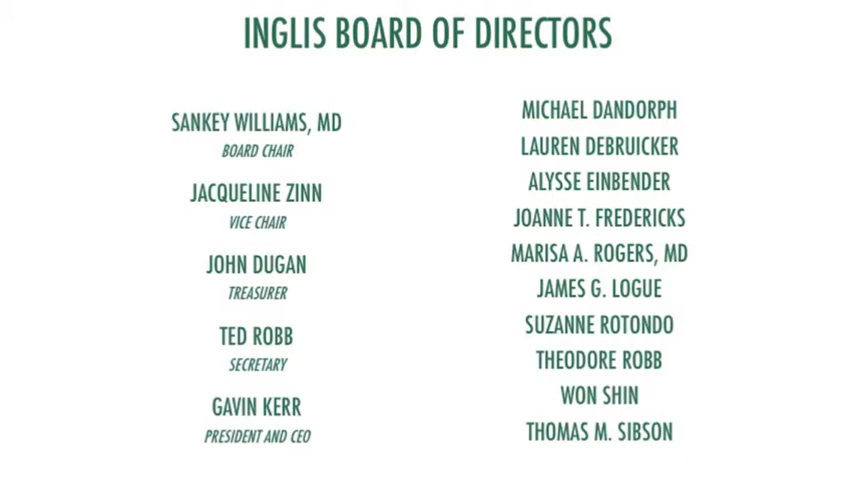 INGLIS BOARD OF DIRECTORS
SANKEY WILLIAMS, MD
BOARD CHAIR
JACQUELINE ZINN
VICE CHAIR
JOHN DUGAN
TREASURER
TED ROBB
SECRETARY
GAVIN KERR
PRESIDENT AND CEO
MICHAEL DANDORPH
LAUREN DEBRUICKER
ALYSSE EINBENDER
JOANNE T. FREDERICKS
MARISA A. ROGERS, MD
JAMES G. LOGUE
SUZANNE ROTONDO
THEODORE ROBB
WON SHIN
THOMAS M. SIBSON